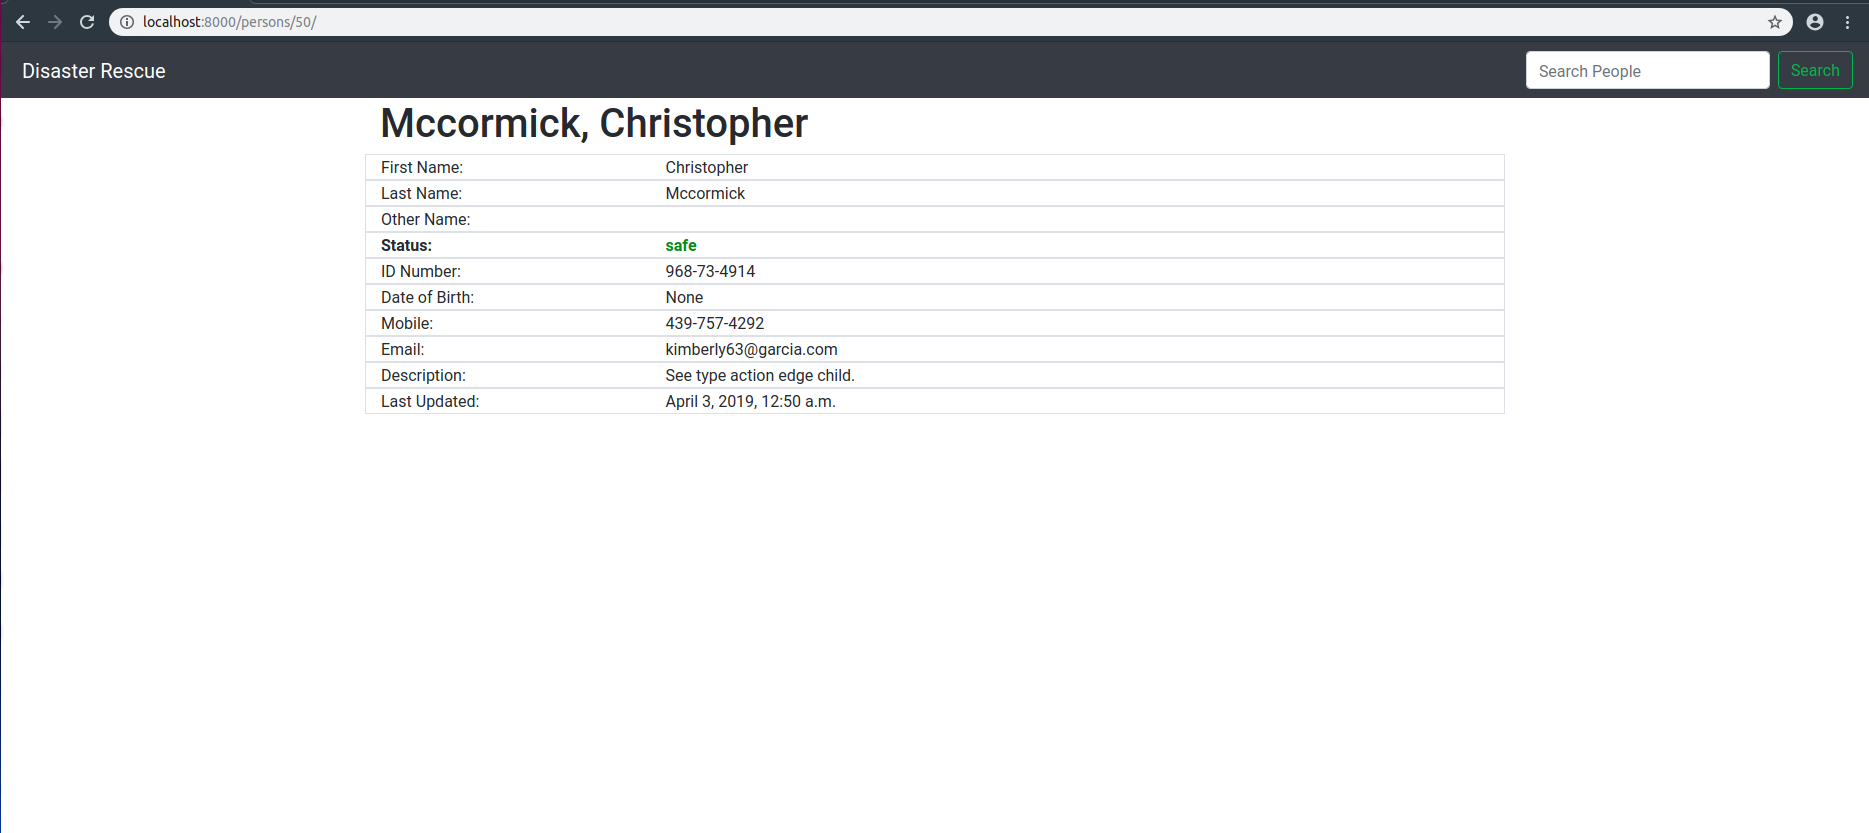 localhost:8000/persons/50/
Disaster Rescue
Search People
Search
Mccormick, Christopher
First Name: Christopher
Last Name: Mccormick
Other Name:
Status: safe
ID Number: 968-73-4914
Date of Birth: None
Mobile: 439-757-4292
Email: kimberly63@garcia.com
Description: See type action edge child.
Last Updated: April 3, 2019, 12:50 a.m.